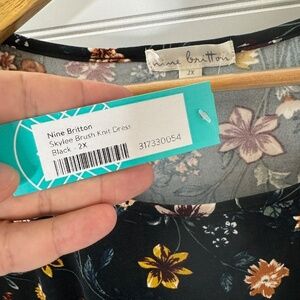 nine britton
2X
Nine Britton
Skylee Brush Knit Dress
Black - 2X
317330054